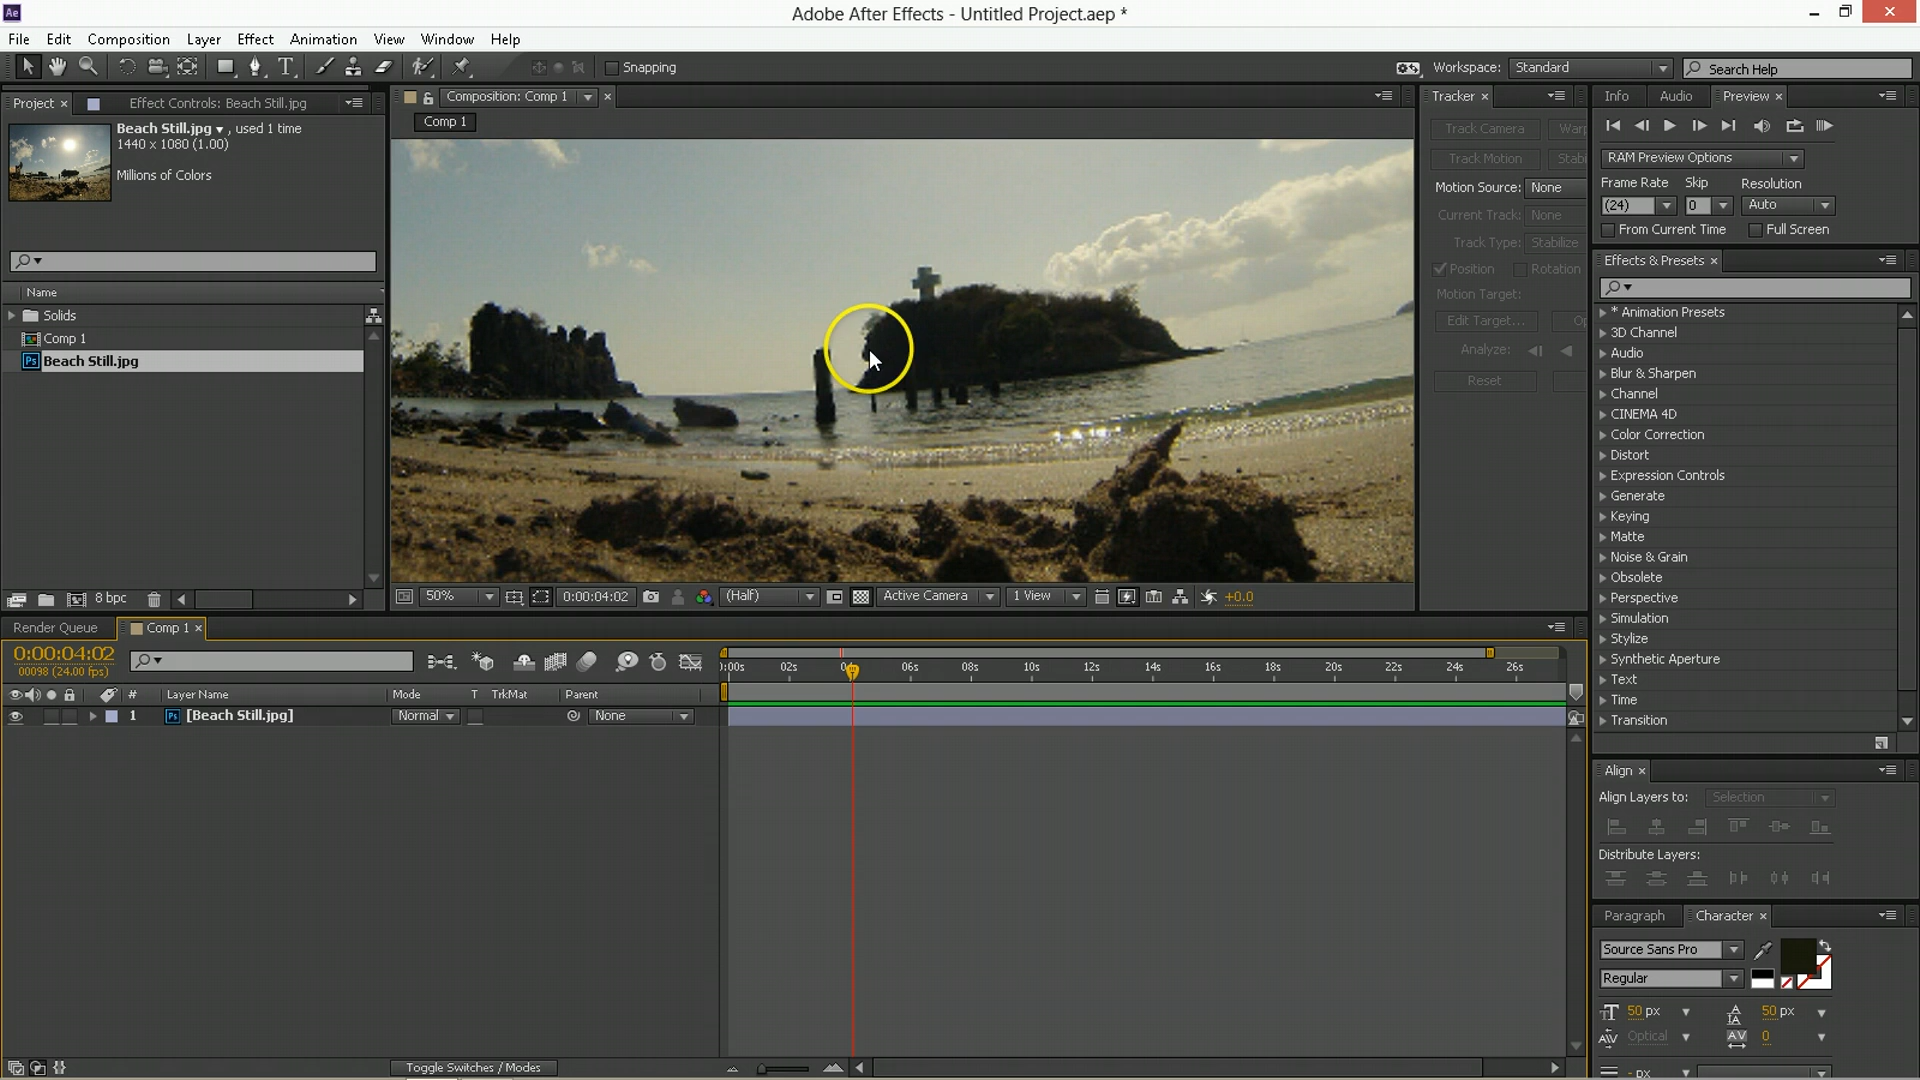 Ae
Adobe After Effects - Untitled Project.aep *
File Edit Composition Layer Effect Animation View Window Help
T Snapping Workspace: Standard Search Help
Project × Effect Controls: Beach Still.jpg
Beach Still.jpg ▾ , used 1 time
1440 x 1080 (1.00)
Millions of Colors
Name
Solids
Comp 1
Ps Beach Still.jpg
8 bpc
Composition: Comp 1 ×
Comp 1
50% 0:00:04:02 (Half) Active Camera 1 View +0.0
Tracker ×
Track Camera
Track Motion
Motion Source: None
Current Track: None
Track Type: Stabilize
Position Rotation
Motion Target:
Edit Target...
Analyze:
Reset
Info Audio Preview ×
RAM Preview Options
Frame Rate Skip Resolution
(24) 0 Auto
From Current Time Full Screen
Effects & Presets ×
* Animation Presets
3D Channel
Audio
Blur & Sharpen
Channel
CINEMA 4D
Color Correction
Distort
Expression Controls
Generate
Keying
Matte
Noise & Grain
Obsolete
Perspective
Simulation
Stylize
Synthetic Aperture
Text
Time
Transition
Align ×
Align Layers to: Selection
Distribute Layers:
Paragraph Character ×
Source Sans Pro
Regular
50 px 50 px
Optical 0
- px
Render Queue Comp 1 ×
0:00:04:02
00098 (24.00 fps)
02s 06s 08s 10s 12s 14s 16s 18s 20s 22s 24s 26s
# Layer Name Mode T TrkMat Parent
1 Ps [Beach Still.jpg] Normal None
Toggle Switches / Modes